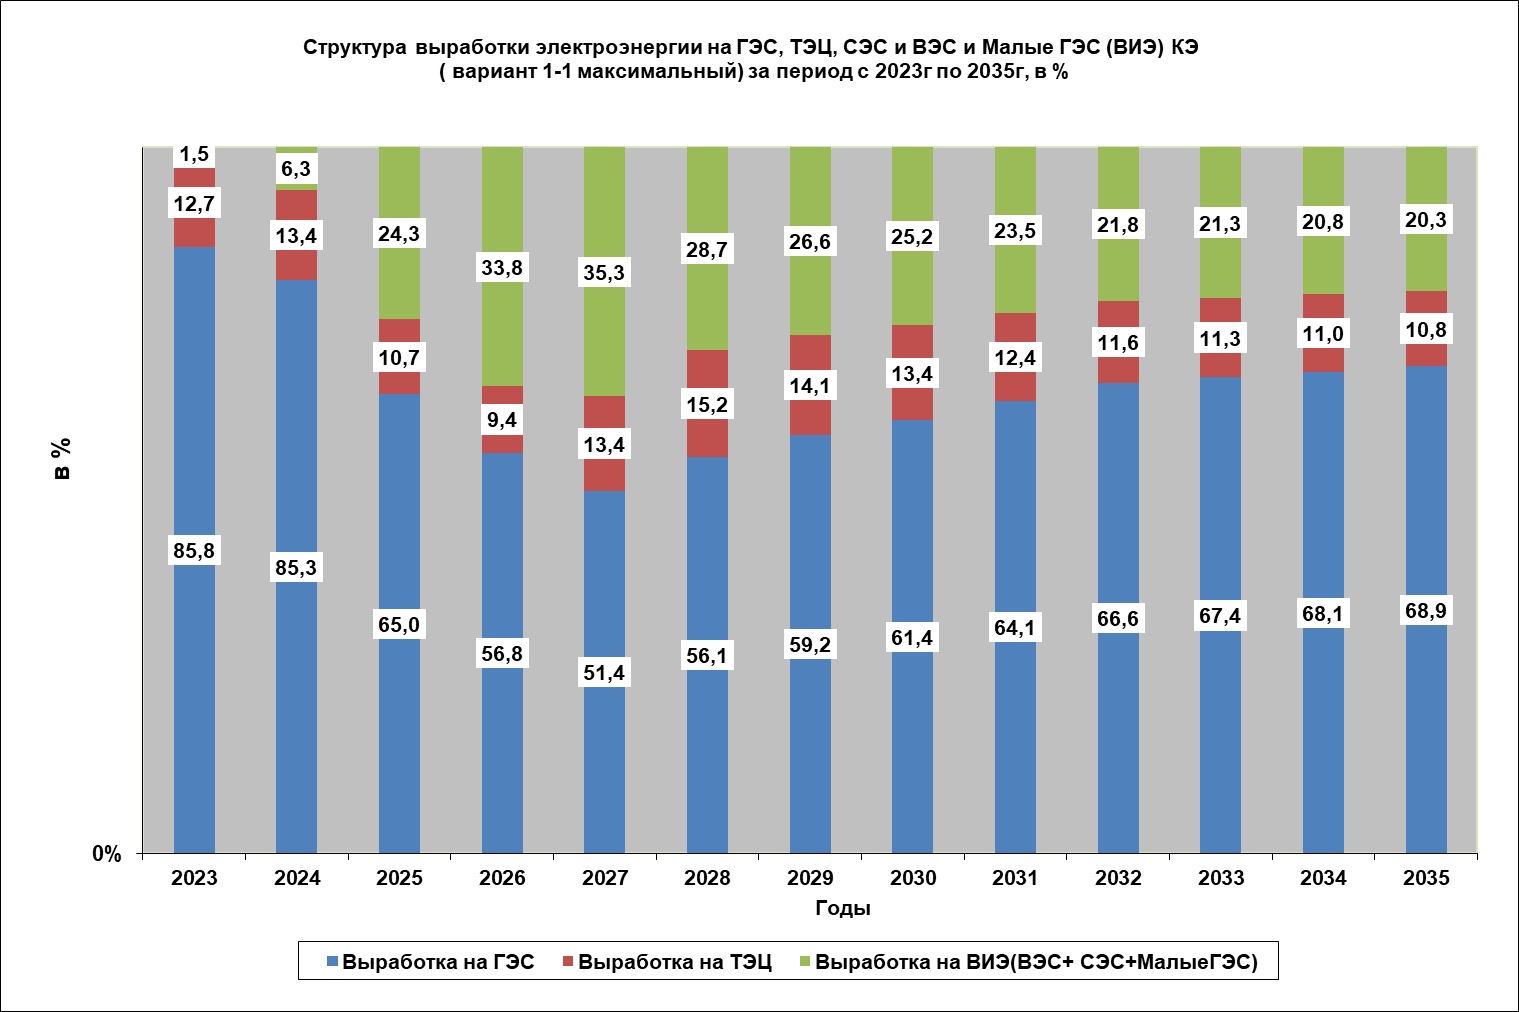 Структура выработки электроэнергии на ГЭС, ТЭЦ, СЭС и ВЭС и Малые ГЭС (ВИЭ) КЭ
( вариант 1-1 максимальный) за период с 2023г по 2035г, в %
1,5 6,3 24,3 33,8 35,3 28,7 26,6 25,2 23,5 21,8 21,3 20,8 20,3
12,7 13,4 10,7 9,4 13,4 15,2 14,1 13,4 12,4 11,6 11,3 11,0 10,8
85,8 85,3 65,0 56,8 51,4 56,1 59,2 61,4 64,1 66,6 67,4 68,1 68,9
в %
0%
2023 2024 2025 2026 2027 2028 2029 2030 2031 2032 2033 2034 2035
Годы
Выработка на ГЭС Выработка на ТЭЦ Выработка на ВИЭ(ВЭС+ СЭС+МалыеГЭС)